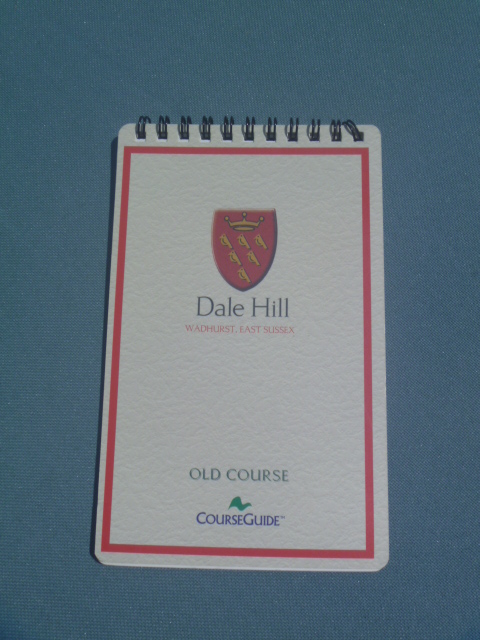 Dale Hill
WADHURST, EAST SUSSEX
OLD COURSE
COURSEGUIDE™